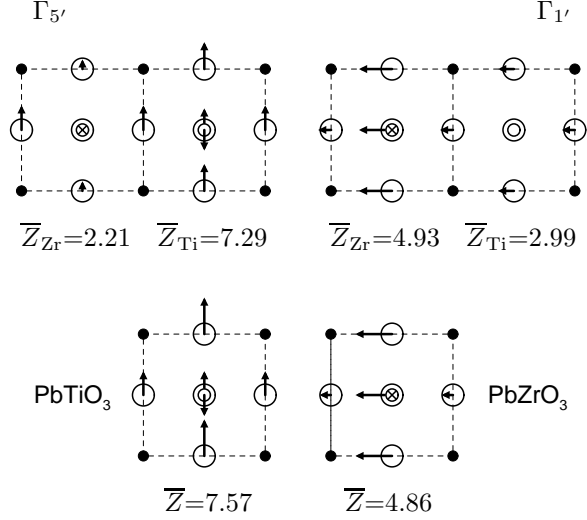 Γ5′ Γ1′
Z̅Zr=2.21 Z̅Ti=7.29 Z̅Zr=4.93 Z̅Ti=2.99
PbTiO3 PbZrO3
Z̅=7.57 Z̅=4.86